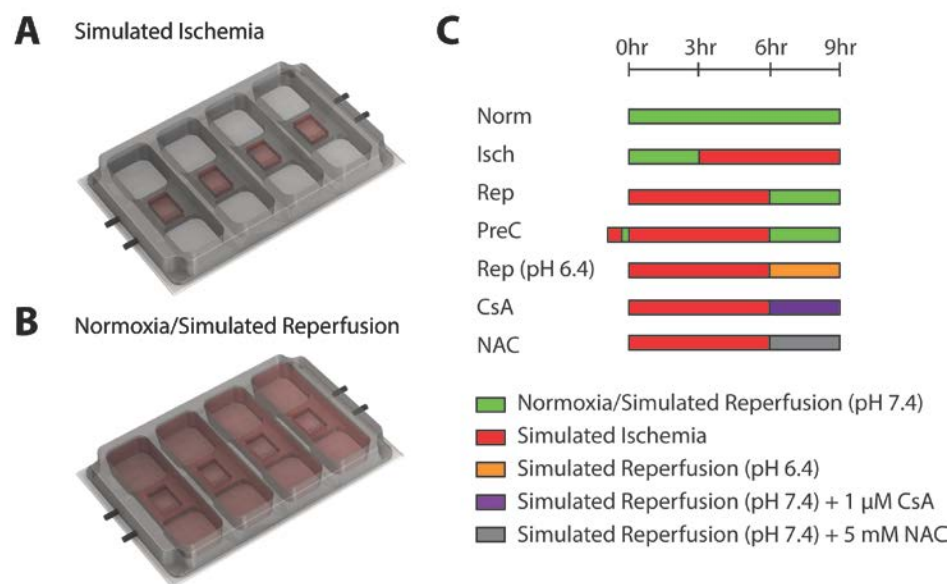 A Simulated Ischemia
B Normoxia/Simulated Reperfusion
C
0hr 3hr 6hr 9hr
Norm
Isch
Rep
PreC
Rep (pH 6.4)
CsA
NAC
Normoxia/Simulated Reperfusion (pH 7.4)
Simulated Ischemia
Simulated Reperfusion (pH 6.4)
Simulated Reperfusion (pH 7.4) + 1 μM CsA
Simulated Reperfusion (pH 7.4) + 5 mM NAC